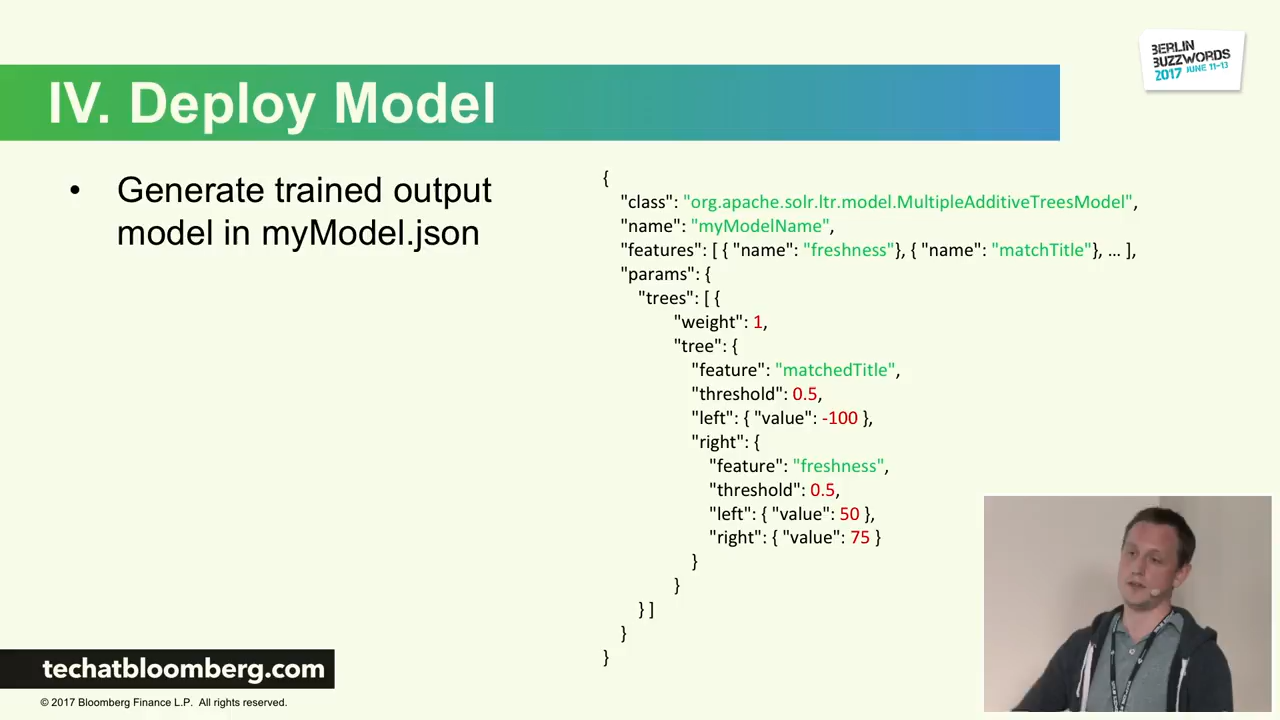 BERLIN
BUZZWORDS
2017 JUNE 11-13
IV. Deploy Model
• Generate trained output
model in myModel.json
{
"class": "org.apache.solr.ltr.model.MultipleAdditiveTreesModel",
"name": "myModelName",
"features": [ { "name": "freshness"}, { "name": "matchTitle"}, … ],
"params": {
"trees": [ {
"weight": 1,
"tree": {
"feature": "matchedTitle",
"threshold": 0.5,
"left": { "value": -100 },
"right": {
"feature": "freshness",
"threshold": 0.5,
"left": { "value": 50 },
"right": { "value": 75 }
}
}
} ]
}
}
techatbloomberg.com
© 2017 Bloomberg Finance L.P. All rights reserved.